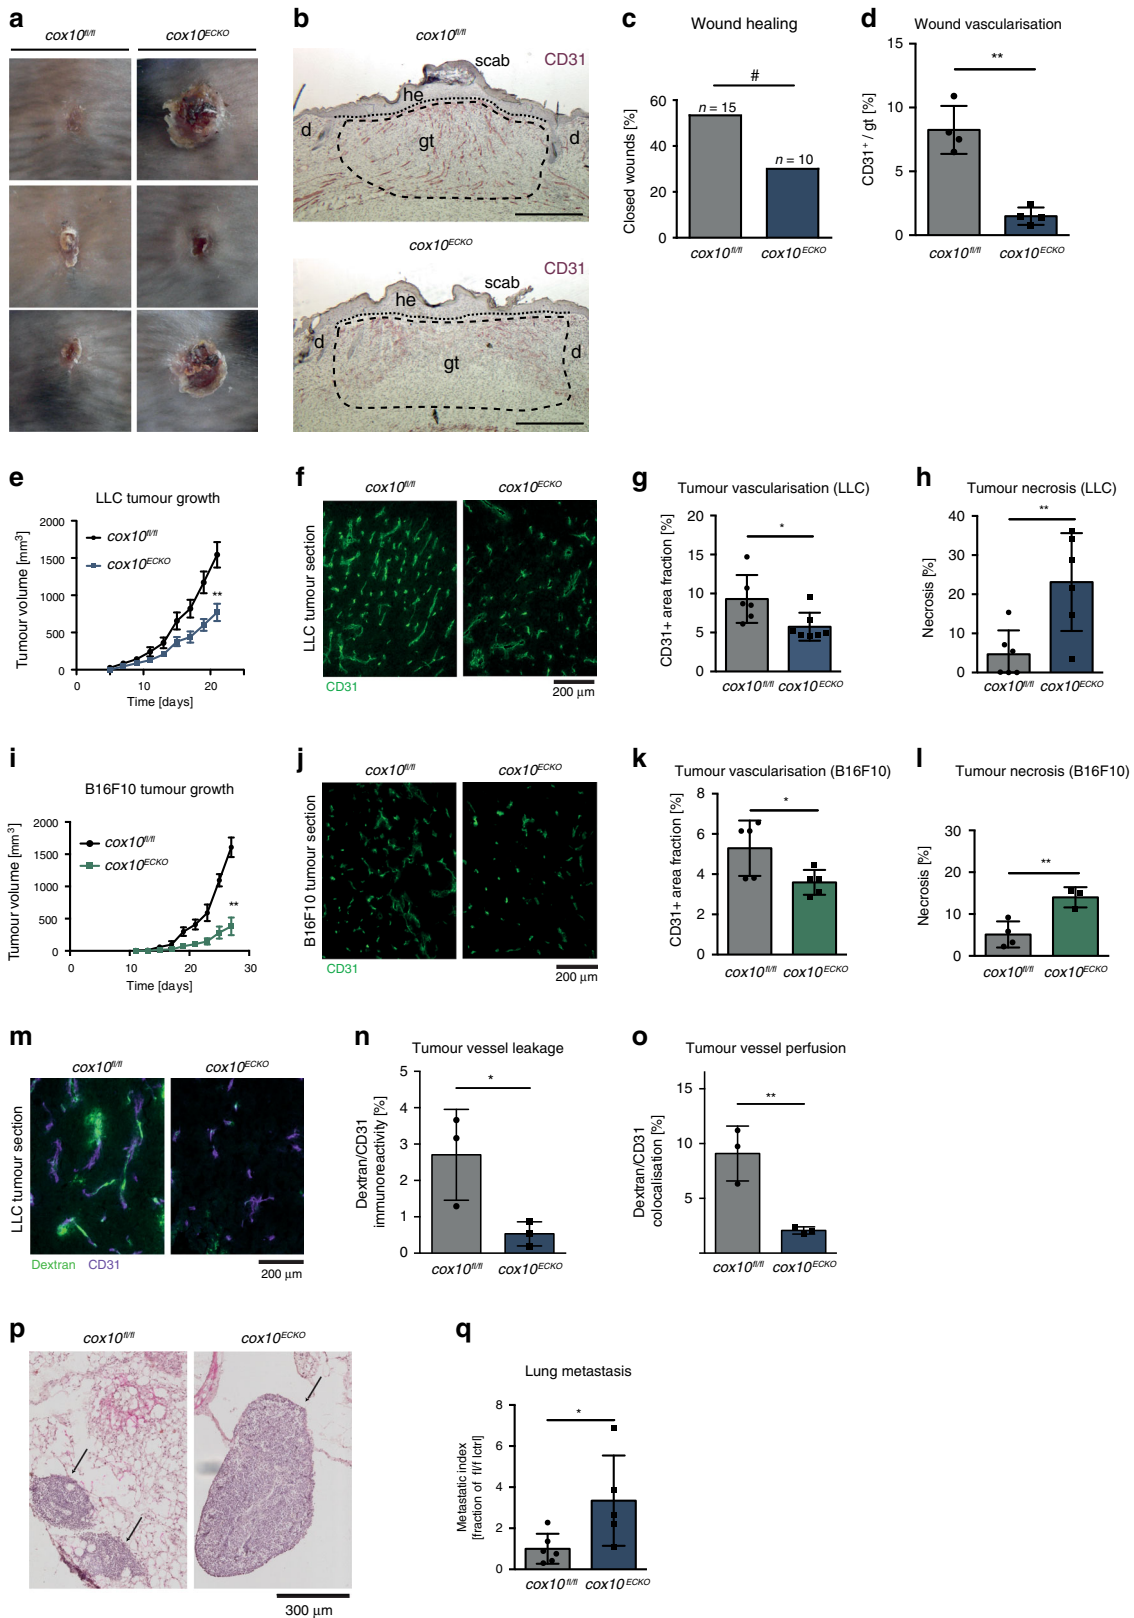 a
cox10fl/fl
cox10ECKO
b
cox10fl/fl
scab
CD31
he
d
gt
d
cox10ECKO
CD31
scab
he
d
gt
d
c
Wound healing
#
n = 15
n = 10
Closed wounds [%]
60
40
20
0
cox10fl/fl
cox10ECKO
d
Wound vascularisation
**
CD31+ / gt [%]
15
10
5
0
cox10fl/fl
cox10ECKO
e
LLC tumour growth
Tumour volume [mm3]
2000
1500
1000
500
0
cox10fl/fl
cox10ECKO
**
0
10
20
Time [days]
f
cox10fl/fl
cox10ECKO
LLC tumour section
CD31
200 µm
g
Tumour vascularisation (LLC)
*
CD31+ area fraction [%]
20
15
10
5
0
cox10fl/fl
cox10ECKO
h
Tumour necrosis (LLC)
**
Necrosis [%]
40
30
20
10
0
cox10fl/fl
cox10ECKO
i
B16F10 tumour growth
Tumour volume [mm3]
2000
1500
1000
500
0
cox10fl/fl
cox10ECKO
**
0
10
20
30
Time [days]
j
cox10fl/fl
cox10ECKO
B16F10 tumour section
CD31
200 µm
k
Tumour vascularisation (B16F10)
*
CD31+ area fraction [%]
8
6
4
2
0
cox10fl/fl
cox10ECKO
l
Tumour necrosis (B16F10)
**
Necrosis [%]
30
20
10
0
cox10fl/fl
cox10ECKO
m
cox10fl/fl
cox10ECKO
LLC tumour section
Dextran CD31
200 µm
n
Tumour vessel leakage
*
Dextran/CD31
immunoreactivity [%]
5
4
3
2
1
0
cox10fl/fl
cox10ECKO
o
Tumour vessel perfusion
**
Dextran/CD31
colocalisation [%]
15
10
5
cox10fl/fl
cox10ECKO
p
cox10fl/fl
cox10ECKO
300 µm
q
Lung metastasis
*
Metastatic index
[fraction of fl/f lctrl]
8
6
4
2
0
cox10fl/fl
cox10ECKO